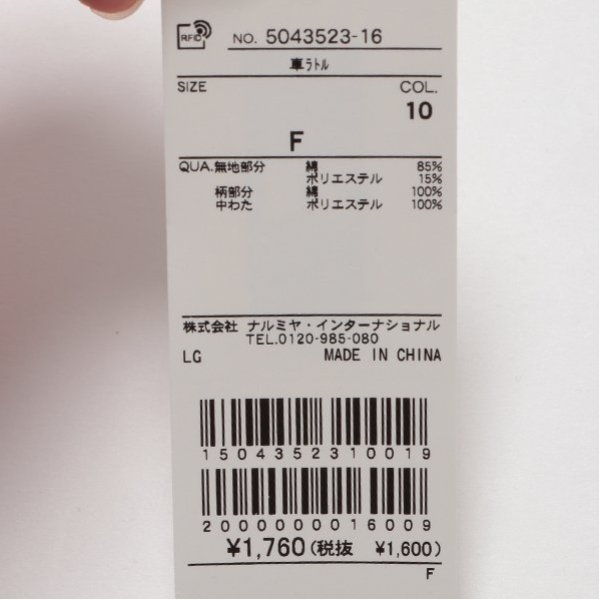 RFID NO. 5043523-16
車ラトル
SIZE COL.
10
F
QUA.無地部分 綿 85%
ポリエステル 15%
柄部分 綿 100%
中わた ポリエステル 100%
株式会社 ナルミヤ・インターナショナル
TEL.0120-985-080
LG MADE IN CHINA
1504352310019
2000000016009
¥1,760(税抜 ¥1,600)
F